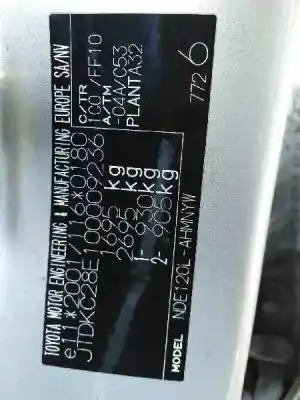 TOYOTA MOTOR ENGINEERING & MANUFACTURING EUROPE SA/NV
e11*2001/116*0180
JTDKC28E100009236
1695 kg
2695 kg
1- 930 kg
2- 906 kg
C/TR
1C0 /FF10
A/TM
-04A/C53
PLANT A32
MODEL NDE120L-AHMNYW
772 6